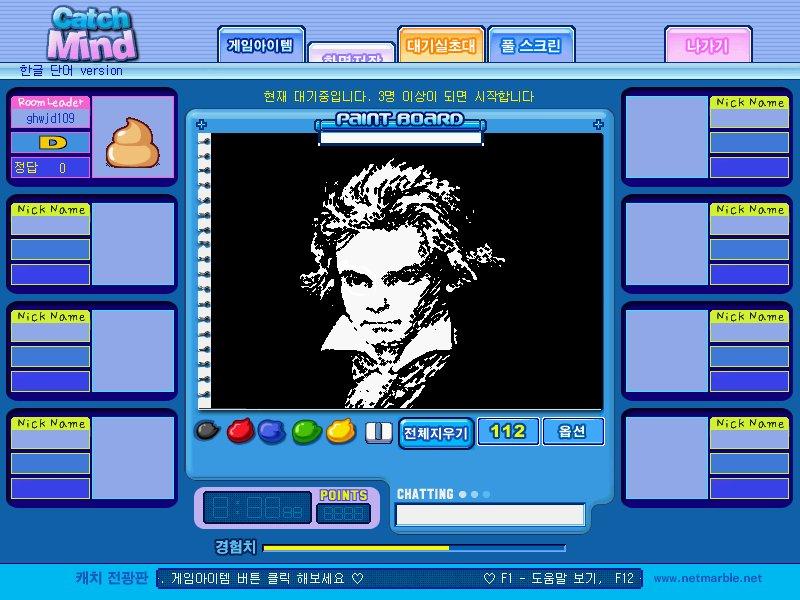 Catch
Mind
한글 단어 version
게임아이템
화면저장
대기실초대
풀 스크린
나가기
현재 대기중입니다. 3명 이상이 되면 시작합니다
PAINT BOARD
RoomLeader
ghwjd109
D
정답 0
Nick Name
Nick Name
Nick Name
Nick Name
Nick Name
Nick Name
Nick Name
전체지우기
112
옵션
POINTS
CHATTING
경험치
캐치 전광판
. 게임아이템 버튼 클릭 해보세요 ♡ ♡ F1 - 도움말 보기, F12
www.netmarble.net